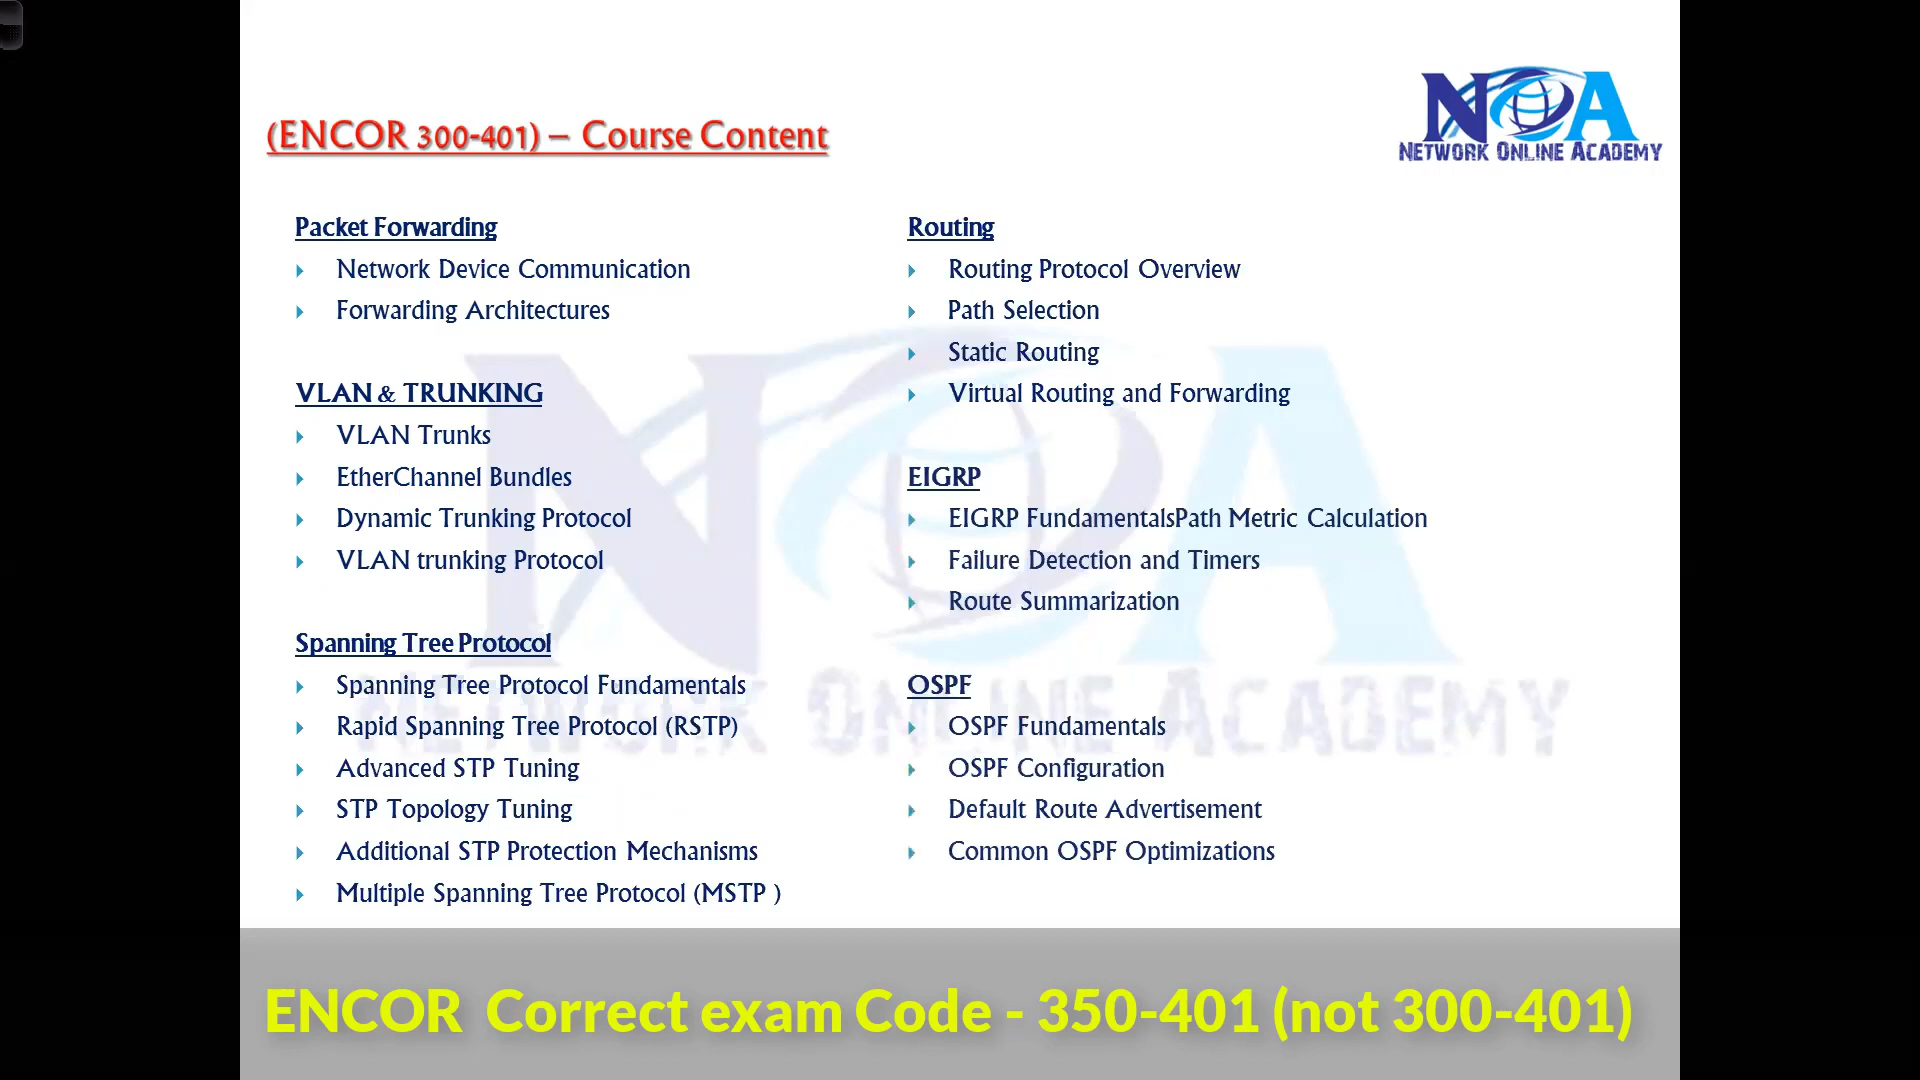 (ENCOR 300-401) – Course Content
NOA
NETWORK ONLINE ACADEMY
Packet Forwarding
Network Device Communication
Forwarding Architectures
VLAN & TRUNKING
VLAN Trunks
EtherChannel Bundles
Dynamic Trunking Protocol
VLAN trunking Protocol
Spanning Tree Protocol
Spanning Tree Protocol Fundamentals
Rapid Spanning Tree Protocol (RSTP)
Advanced STP Tuning
STP Topology Tuning
Additional STP Protection Mechanisms
Multiple Spanning Tree Protocol (MSTP )
Routing
Routing Protocol Overview
Path Selection
Static Routing
Virtual Routing and Forwarding
EIGRP
EIGRP FundamentalsPath Metric Calculation
Failure Detection and Timers
Route Summarization
OSPF
OSPF Fundamentals
OSPF Configuration
Default Route Advertisement
Common OSPF Optimizations
NOA
NETWORK ONLINE ACADEMY
ENCOR Correct exam Code - 350-401 (not 300-401)